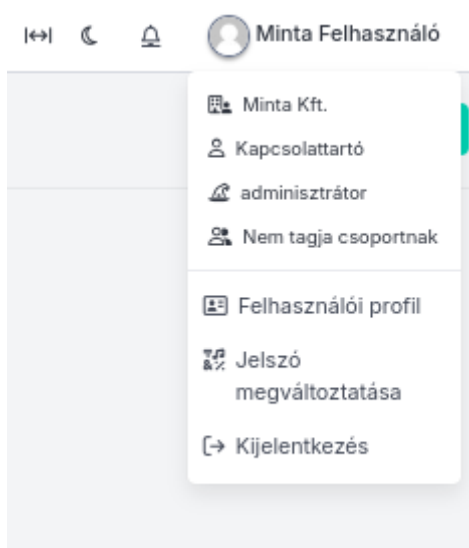 Minta Felhasználó
Minta Kft.
Kapcsolattartó
adminisztrátor
Nem tagja csoportnak
Felhasználói profil
Jelszó
megváltoztatása
Kijelentkezés